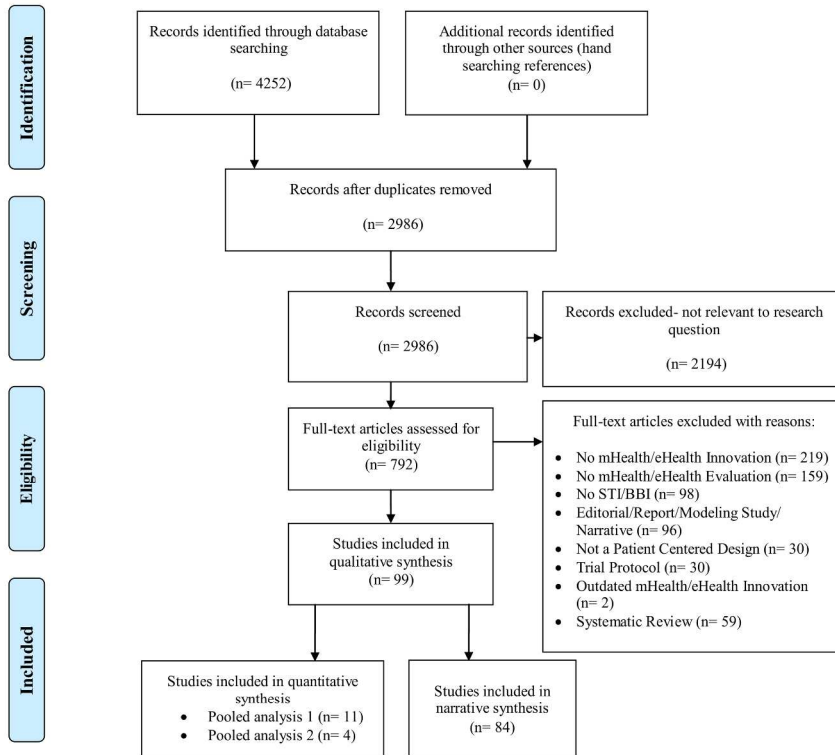 Identification
Records identified through database
searching
(n= 4252)
Additional records identified
through other sources (hand
searching references)
(n= 0)
Records after duplicates removed
(n= 2986)
Screening
Records screened
(n= 2986)
Records excluded- not relevant to research
question
(n= 2194)
Eligibility
Full-text articles assessed for
eligibility
(n= 792)
Full-text articles excluded with reasons:
• No mHealth/eHealth Innovation (n= 219)
• No mHealth/eHealth Evaluation (n= 159)
• No STI/BBI (n= 98)
• Editorial/Report/Modeling Study/
Narrative (n= 96)
• Not a Patient Centered Design (n= 30)
• Trial Protocol (n= 30)
• Outdated mHealth/eHealth Innovation
(n= 2)
• Systematic Review (n= 59)
Studies included in
qualitative synthesis
(n= 99)
Included
Studies included in quantitative
synthesis
• Pooled analysis 1 (n= 11)
• Pooled analysis 2 (n= 4)
Studies included in
narrative synthesis
(n= 84)